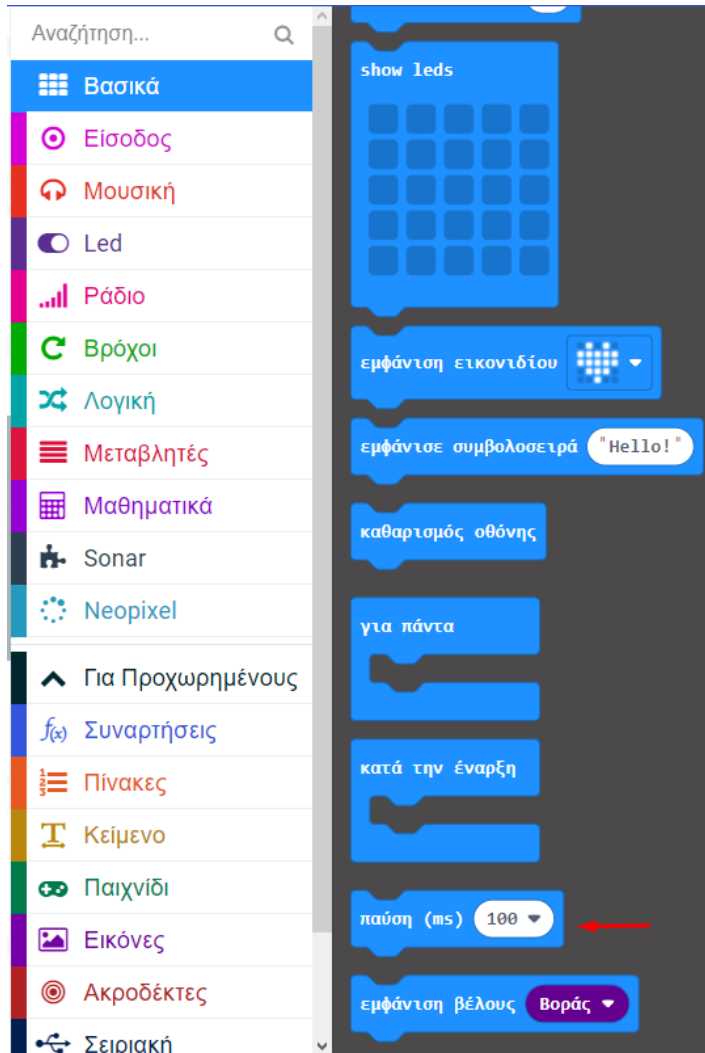 Αναζήτηση...
Βασικά
Είσοδος
Μουσική
Led
Ράδιο
Βρόχοι
Λογική
Μεταβλητές
Μαθηματικά
Sonar
Neopixel
Για Προχωρημένους
f(x) Συναρτήσεις
Πίνακες
Κείμενο
Παιχνίδι
Εικόνες
Ακροδέκτες
Σειριακή
show leds
εμφάνιση εικονιδίου
εμφάνισε συμβολοσειρά "Hello!"
καθαρισμός οθόνης
για πάντα
κατά την έναρξη
παύση (ms) 100
εμφάνιση βέλους Βοράς